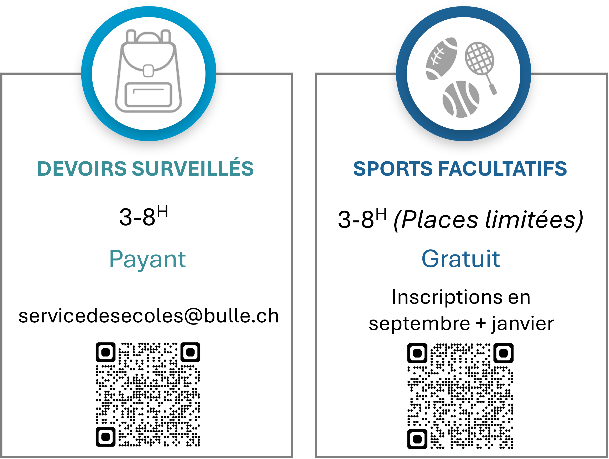 DEVOIRS SURVEILLÉS
3-8H
Payant
servicedesecoles@bulle.ch
SPORTS FACULTATIFS
3-8H (Places limitées)
Gratuit
Inscriptions en
septembre + janvier